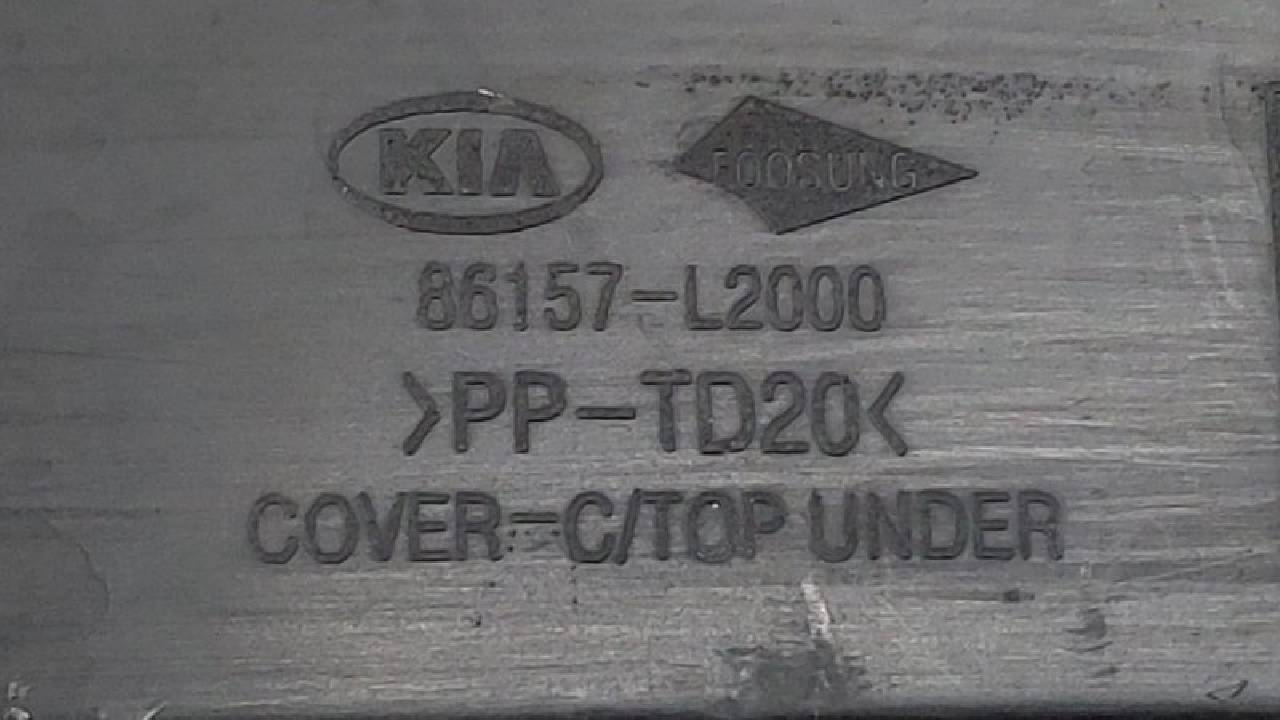 KIA FOOSUNG
86157-L2000
>PP-TD20<
COVER-C/TOP UNDER